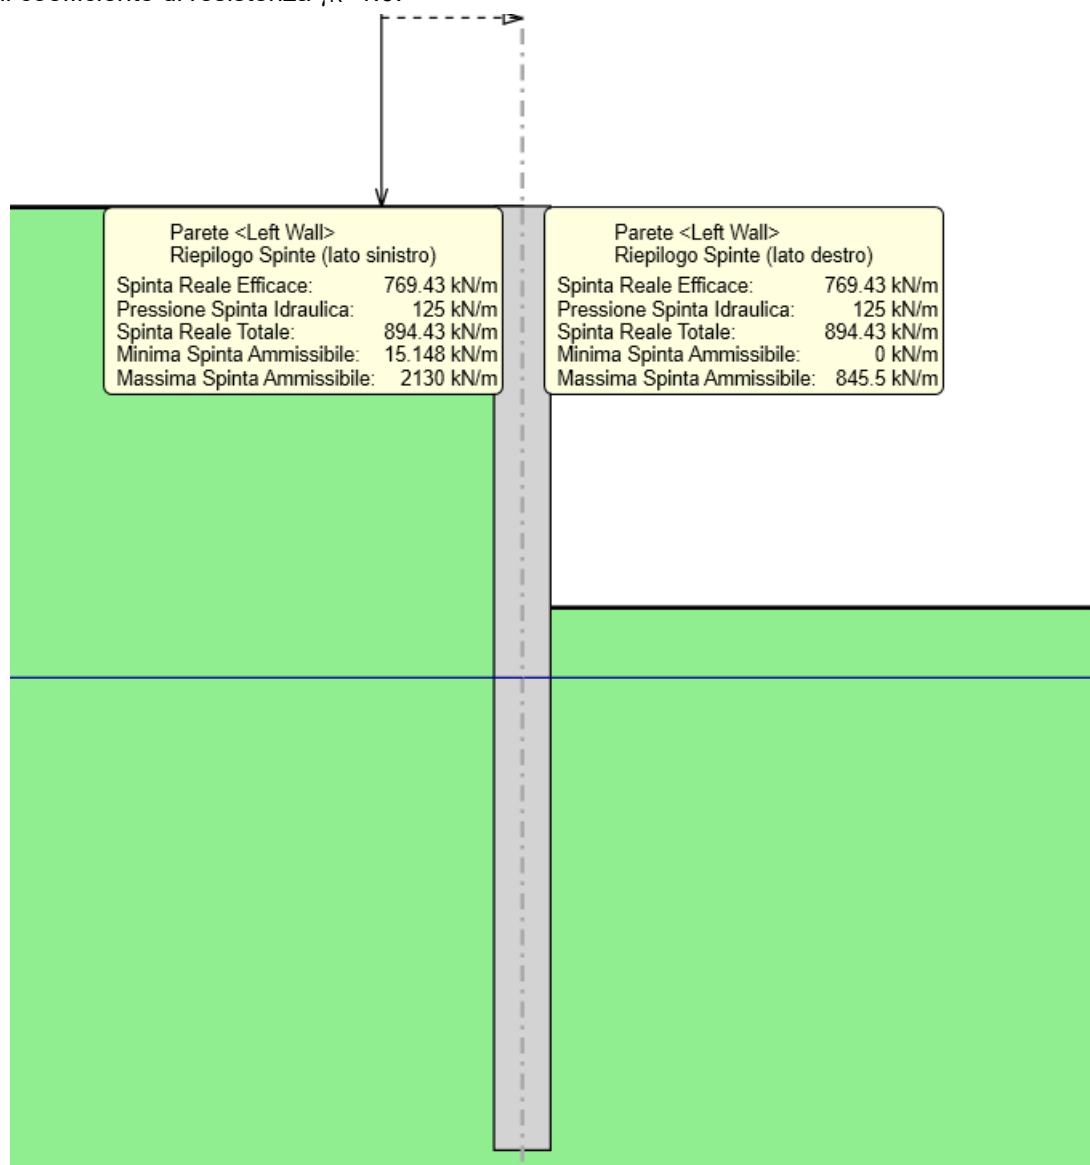 Parete <Left Wall>
Riepilogo Spinte (lato sinistro)
Spinta Reale Efficace: 769.43 kN/m
Pressione Spinta Idraulica: 125 kN/m
Spinta Reale Totale: 894.43 kN/m
Minima Spinta Ammissibile: 15.148 kN/m
Massima Spinta Ammissibile: 2130 kN/m
Parete <Left Wall>
Riepilogo Spinte (lato destro)
Spinta Reale Efficace: 769.43 kN/m
Pressione Spinta Idraulica: 125 kN/m
Spinta Reale Totale: 894.43 kN/m
Minima Spinta Ammissibile: 0 kN/m
Massima Spinta Ammissibile: 845.5 kN/m